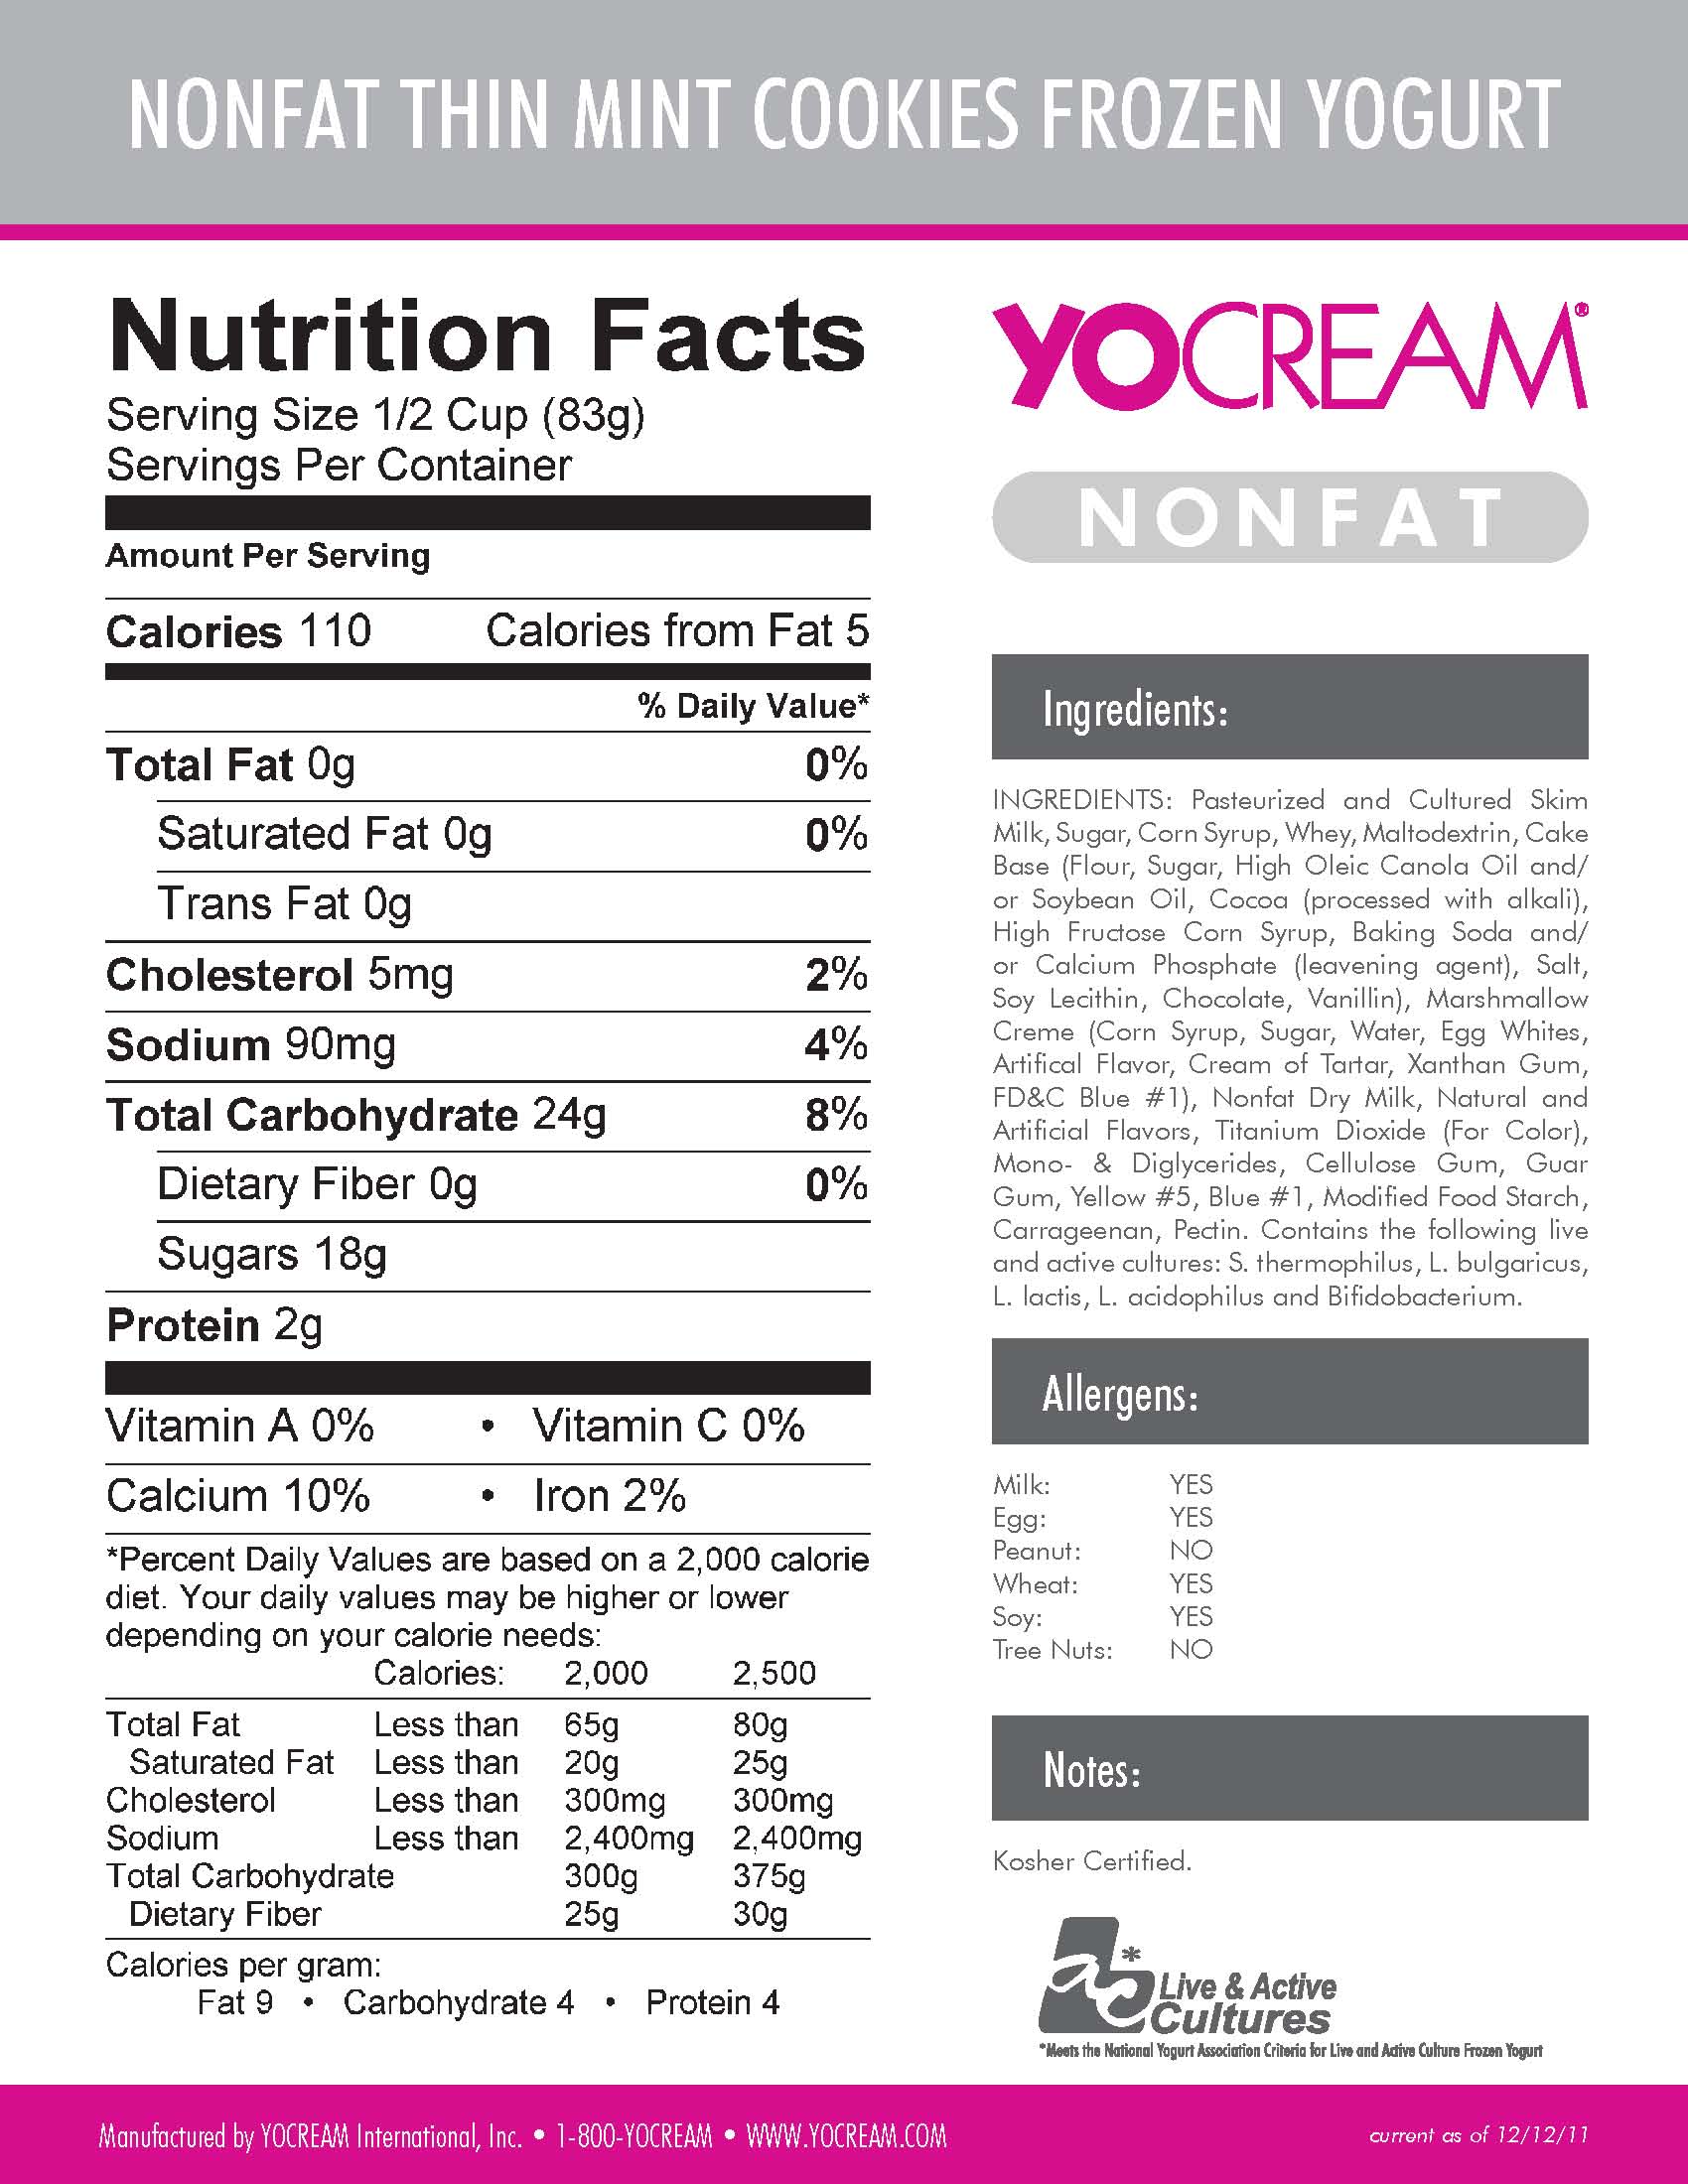 NONFAT THIN MINT COOKIES FROZEN YOGURT
Nutrition Facts
Serving Size 1/2 Cup (83g)
Servings Per Container
Amount Per Serving
Calories 110 Calories from Fat 5
% Daily Value*
Total Fat 0g 0%
Saturated Fat 0g 0%
Trans Fat 0g
Cholesterol 5mg 2%
Sodium 90mg 4%
Total Carbohydrate 24g 8%
Dietary Fiber 0g 0%
Sugars 18g
Protein 2g
Vitamin A 0% • Vitamin C 0%
Calcium 10% • Iron 2%
*Percent Daily Values are based on a 2,000 calorie
diet. Your daily values may be higher or lower
depending on your calorie needs:
Calories: 2,000 2,500
Total Fat Less than 65g 80g
Saturated Fat Less than 20g 25g
Cholesterol Less than 300mg 300mg
Sodium Less than 2,400mg 2,400mg
Total Carbohydrate 300g 375g
Dietary Fiber 25g 30g
Calories per gram:
Fat 9 • Carbohydrate 4 • Protein 4
YOCREAM®
NONFAT
Ingredients:
INGREDIENTS: Pasteurized and Cultured Skim
Milk, Sugar, Corn Syrup, Whey, Maltodextrin, Cake
Base (Flour, Sugar, High Oleic Canola Oil and/
or Soybean Oil, Cocoa (processed with alkali),
High Fructose Corn Syrup, Baking Soda and/
or Calcium Phosphate (leavening agent), Salt,
Soy Lecithin, Chocolate, Vanillin), Marshmallow
Creme (Corn Syrup, Sugar, Water, Egg Whites,
Artifical Flavor, Cream of Tartar, Xanthan Gum,
FD&C Blue #1), Nonfat Dry Milk, Natural and
Artificial Flavors, Titanium Dioxide (For Color),
Mono- & Diglycerides, Cellulose Gum, Guar
Gum, Yellow #5, Blue #1, Modified Food Starch,
Carrageenan, Pectin. Contains the following live
and active cultures: S. thermophilus, L. bulgaricus,
L. lactis, L. acidophilus and Bifidobacterium.
Allergens:
Milk: YES
Egg: YES
Peanut: NO
Wheat: YES
Soy: YES
Tree Nuts: NO
Notes:
Kosher Certified.
ac*
Live & Active
Cultures
*Meets the National Yogurt Association Criteria for Live and Active Culture Frozen Yogurt
Manufactured by YOCREAM International, Inc. • 1-800-YOCREAM • WWW.YOCREAM.COM
current as of 12/12/11